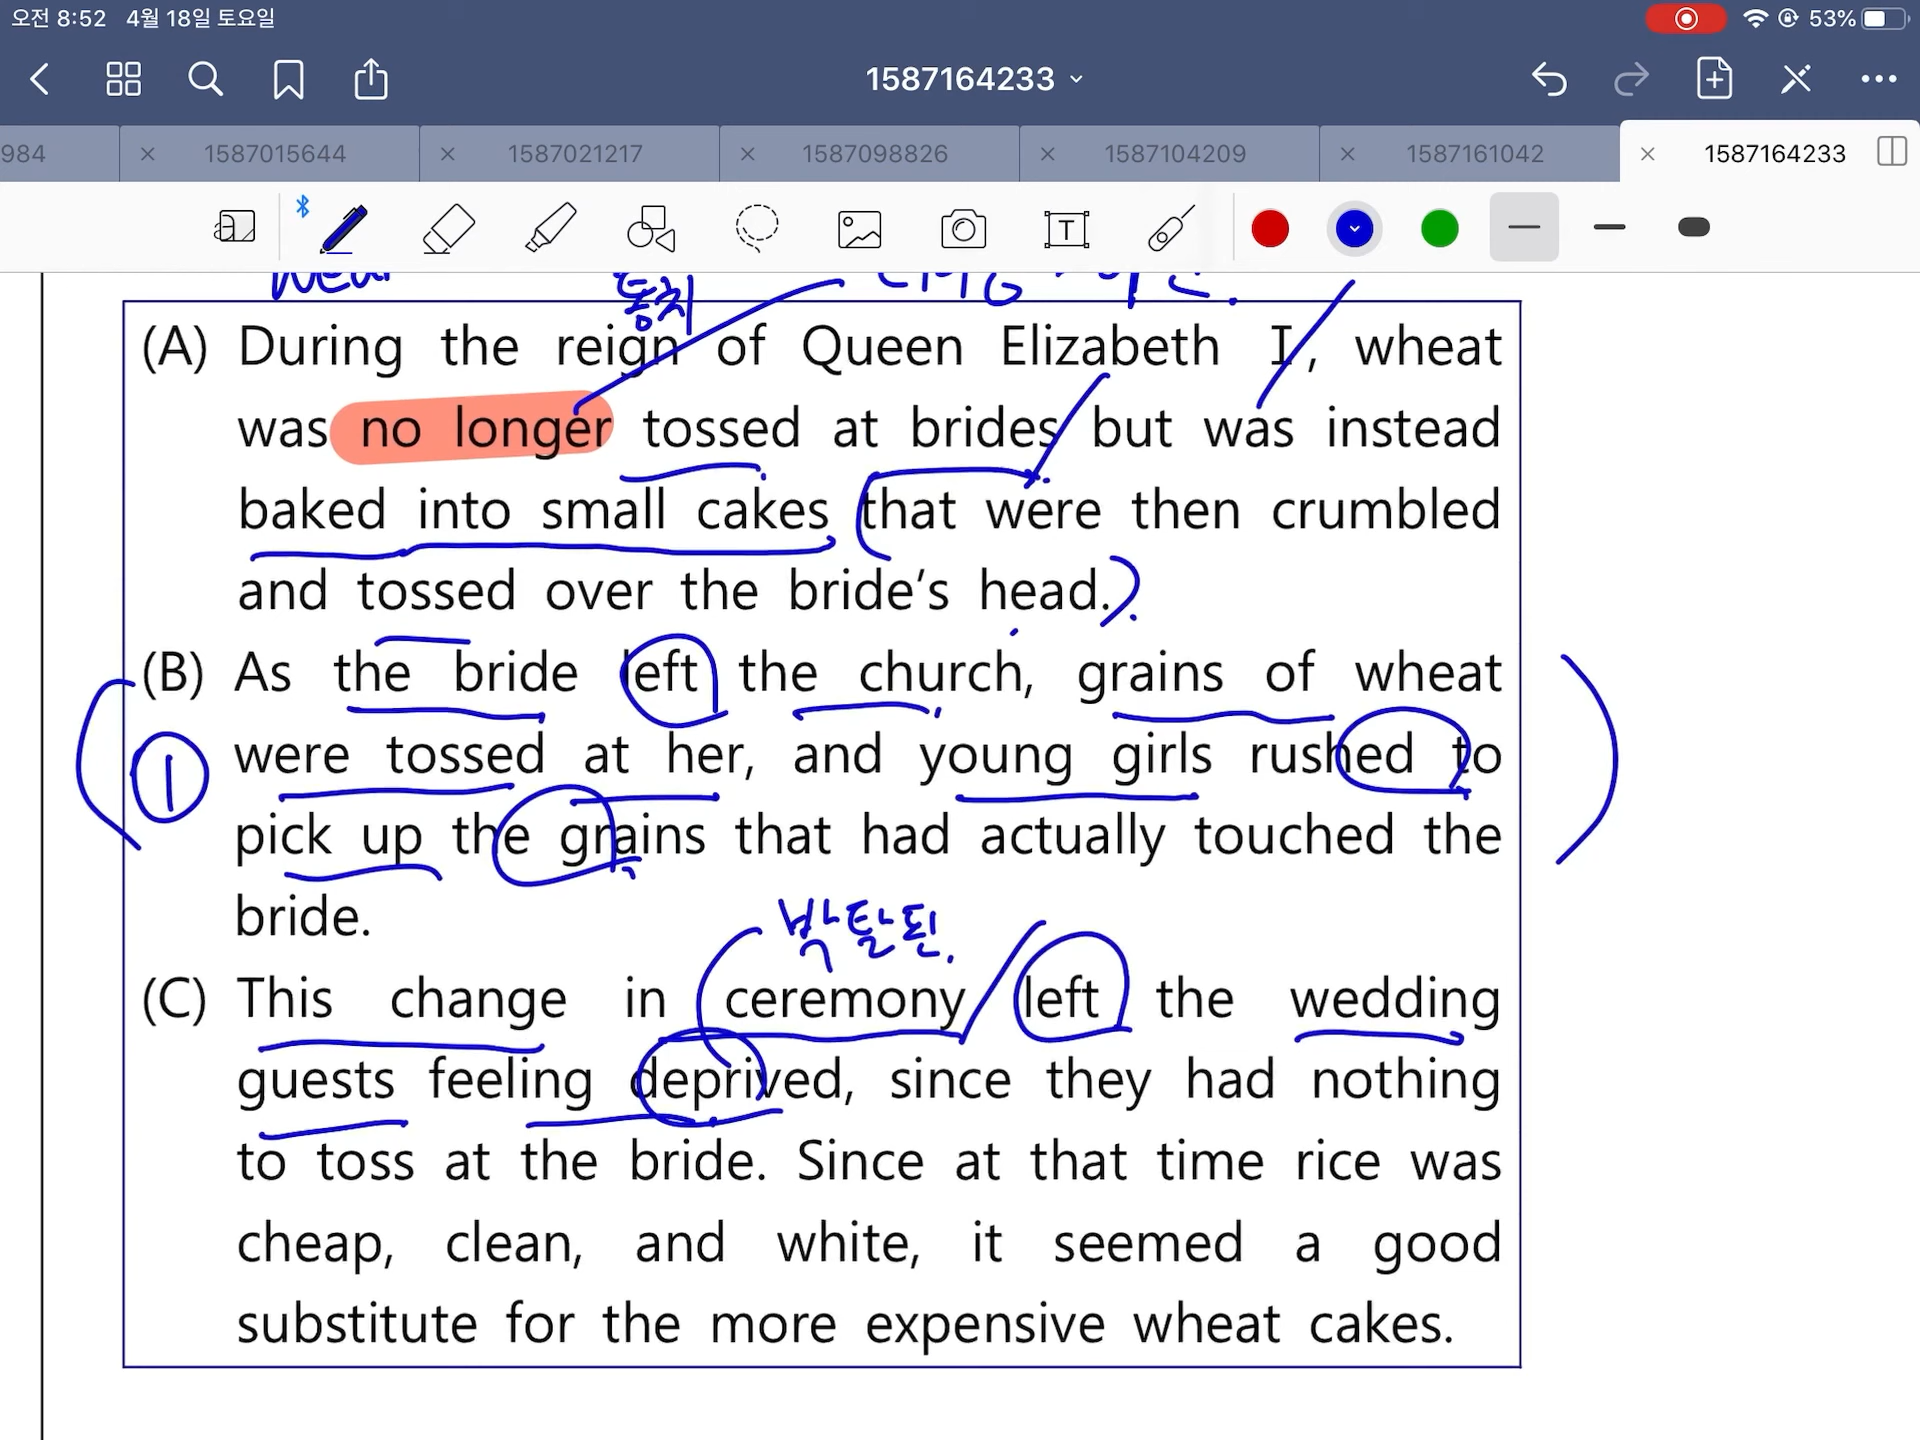 오전 8:52 4월 18일 토요일
53%
1587164233
984
1587015644
1587021217
1587098826
1587104209
1587161042
1587164233
통치
(A) During the reign of Queen Elizabeth I, wheat
was no longer tossed at brides but was instead
baked into small cakes that were then crumbled
and tossed over the bride's head.
(B) As the bride left the church, grains of wheat
① were tossed at her, and young girls rushed to
pick up the grains that had actually touched the
bride.
박탈된.
(C) This change in ceremony left the wedding
guests feeling deprived, since they had nothing
to toss at the bride. Since at that time rice was
cheap, clean, and white, it seemed a good
substitute for the more expensive wheat cakes.